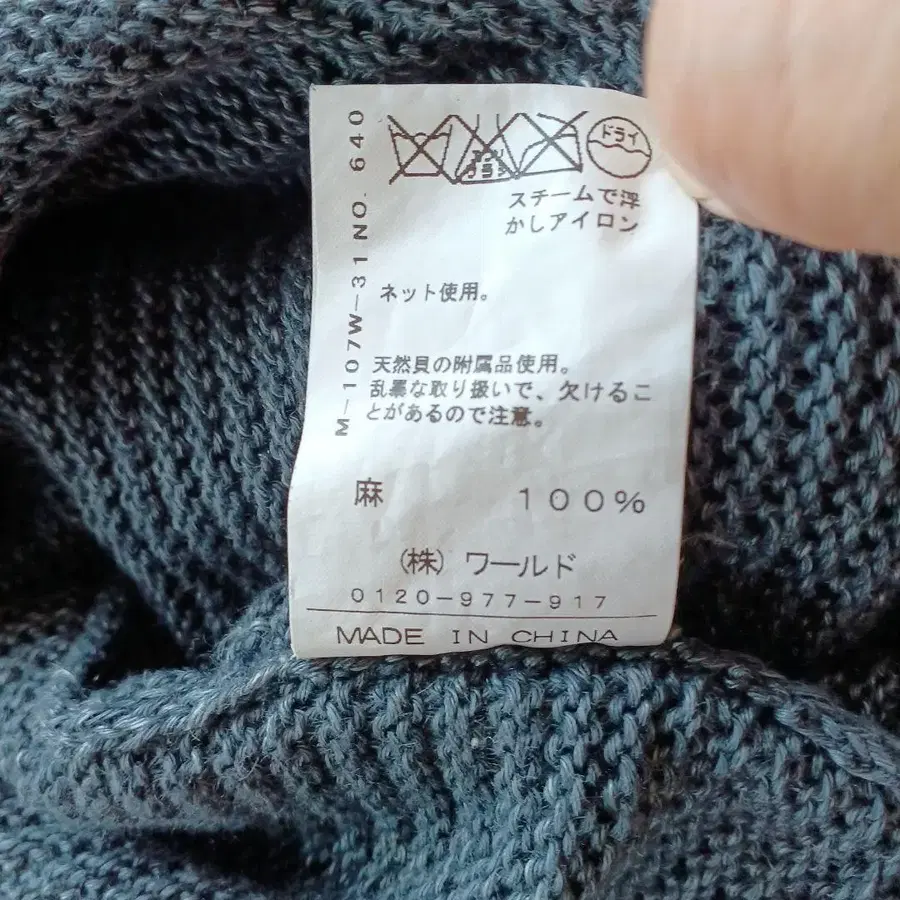 ドライ
スチームで浮
かしアイロン
M-107W-31 NO. 640
ネット使用。
天然貝の附属品使用。
乱暴な取り扱いで、欠けるこ
とがあるので注意。
麻 100%
(株) ワールド
0120-977-917
MADE IN CHINA